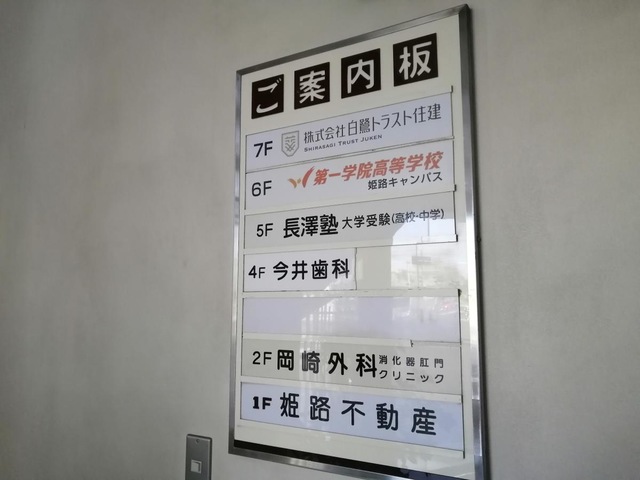 ご案内板
7F 株式会社白鷺トラスト住建
SHIRASAGI TRUST JUKEN
6F 第一学院高等学校
姫路キャンパス
5F 長澤塾 大学受験(高校・中学)
4F 今井歯科
2F 岡崎外科 消化器肛門
クリニック
1F 姫路不動産